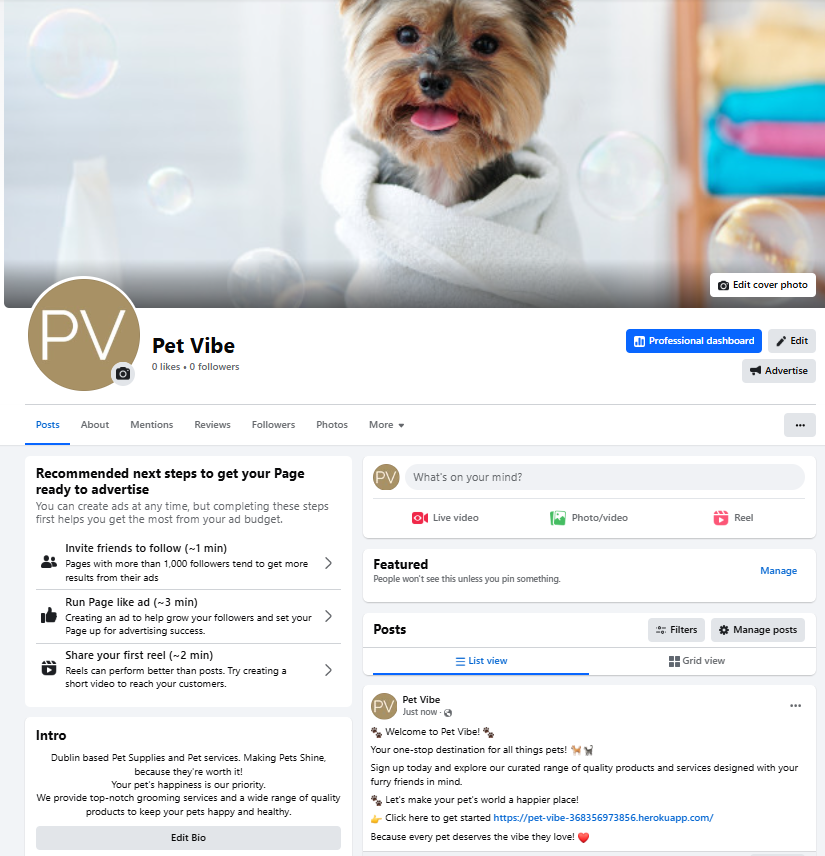 Edit cover photo
PV
Pet Vibe
0 likes • 0 followers
Professional dashboard
Edit
Advertise
Posts
About
Mentions
Reviews
Followers
Photos
More
Recommended next steps to get your Page
ready to advertise
You can create ads at any time, but completing these steps
first helps you get the most from your ad budget.
Invite friends to follow (~1 min)
Pages with more than 1,000 followers tend to get more
results from their ads
Run Page like ad (~3 min)
Creating an ad to help grow your followers and set your
Page up for advertising success.
Share your first reel (~2 min)
Reels can perform better than posts. Try creating a
short video to reach your customers.
Intro
Dublin based Pet Supplies and Pet services. Making Pets Shine,
because they're worth it!
Your pet's happiness is our priority.
We provide top-notch grooming services and a wide range of quality
products to keep your pets happy and healthy.
Edit Bio
PV
What's on your mind?
Live video
Photo/video
Reel
Featured
People won't see this unless you pin something.
Manage
Posts
Filters
Manage posts
List view
Grid view
PV
Pet Vibe
Just now ·
🐾 Welcome to Pet Vibe! 🐾
Your one-stop destination for all things pets! 🐕🐈
Sign up today and explore our curated range of quality products and services designed with your
furry friends in mind.
🐾 Let's make your pet's world a happier place!
👉 Click here to get started https://pet-vibe-368356973856.herokuapp.com/
Because every pet deserves the vibe they love! ❤️